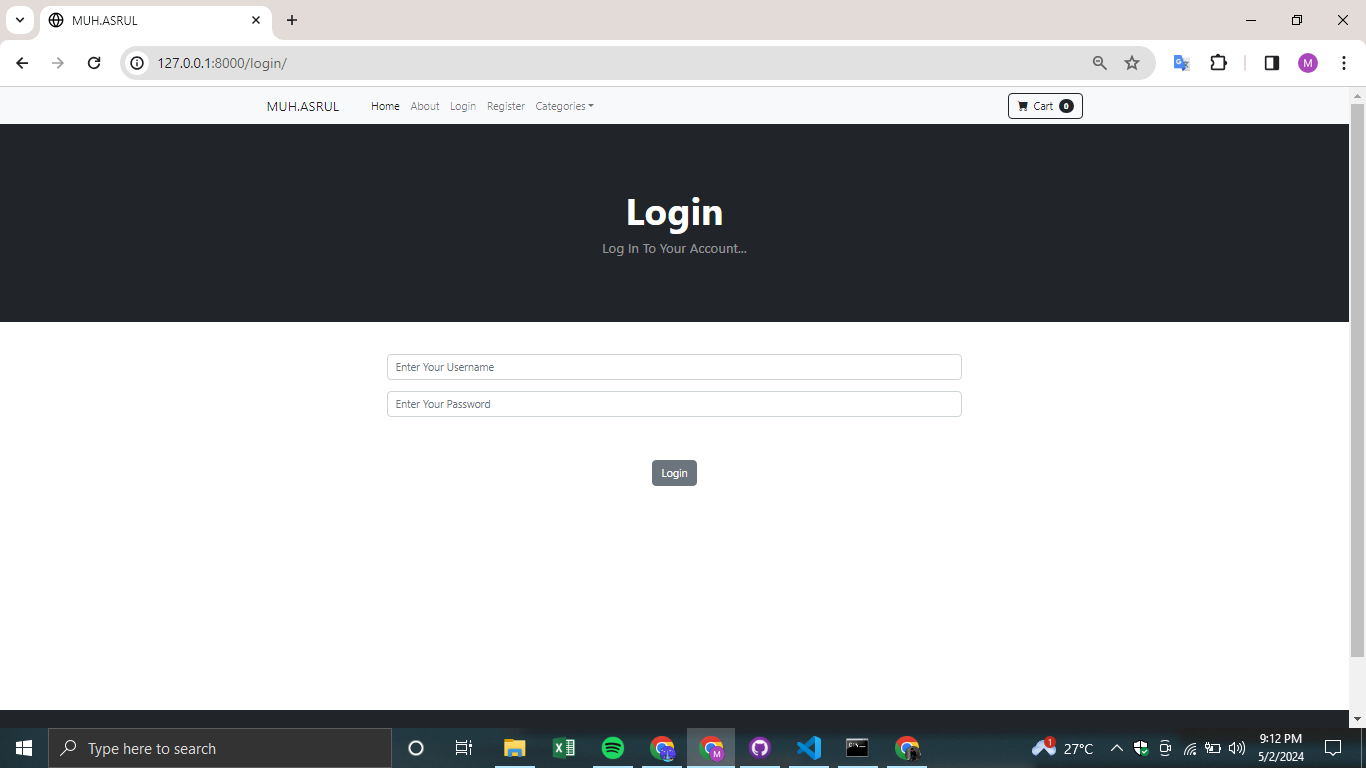 MUH.ASRUL
127.0.0.1:8000/login/
M
MUH.ASRUL Home About Login Register Categories Cart 0
Login
Log In To Your Account...
Enter Your Username
Enter Your Password
Login
Type here to search
M
1
27°C
9:12 PM
5/2/2024